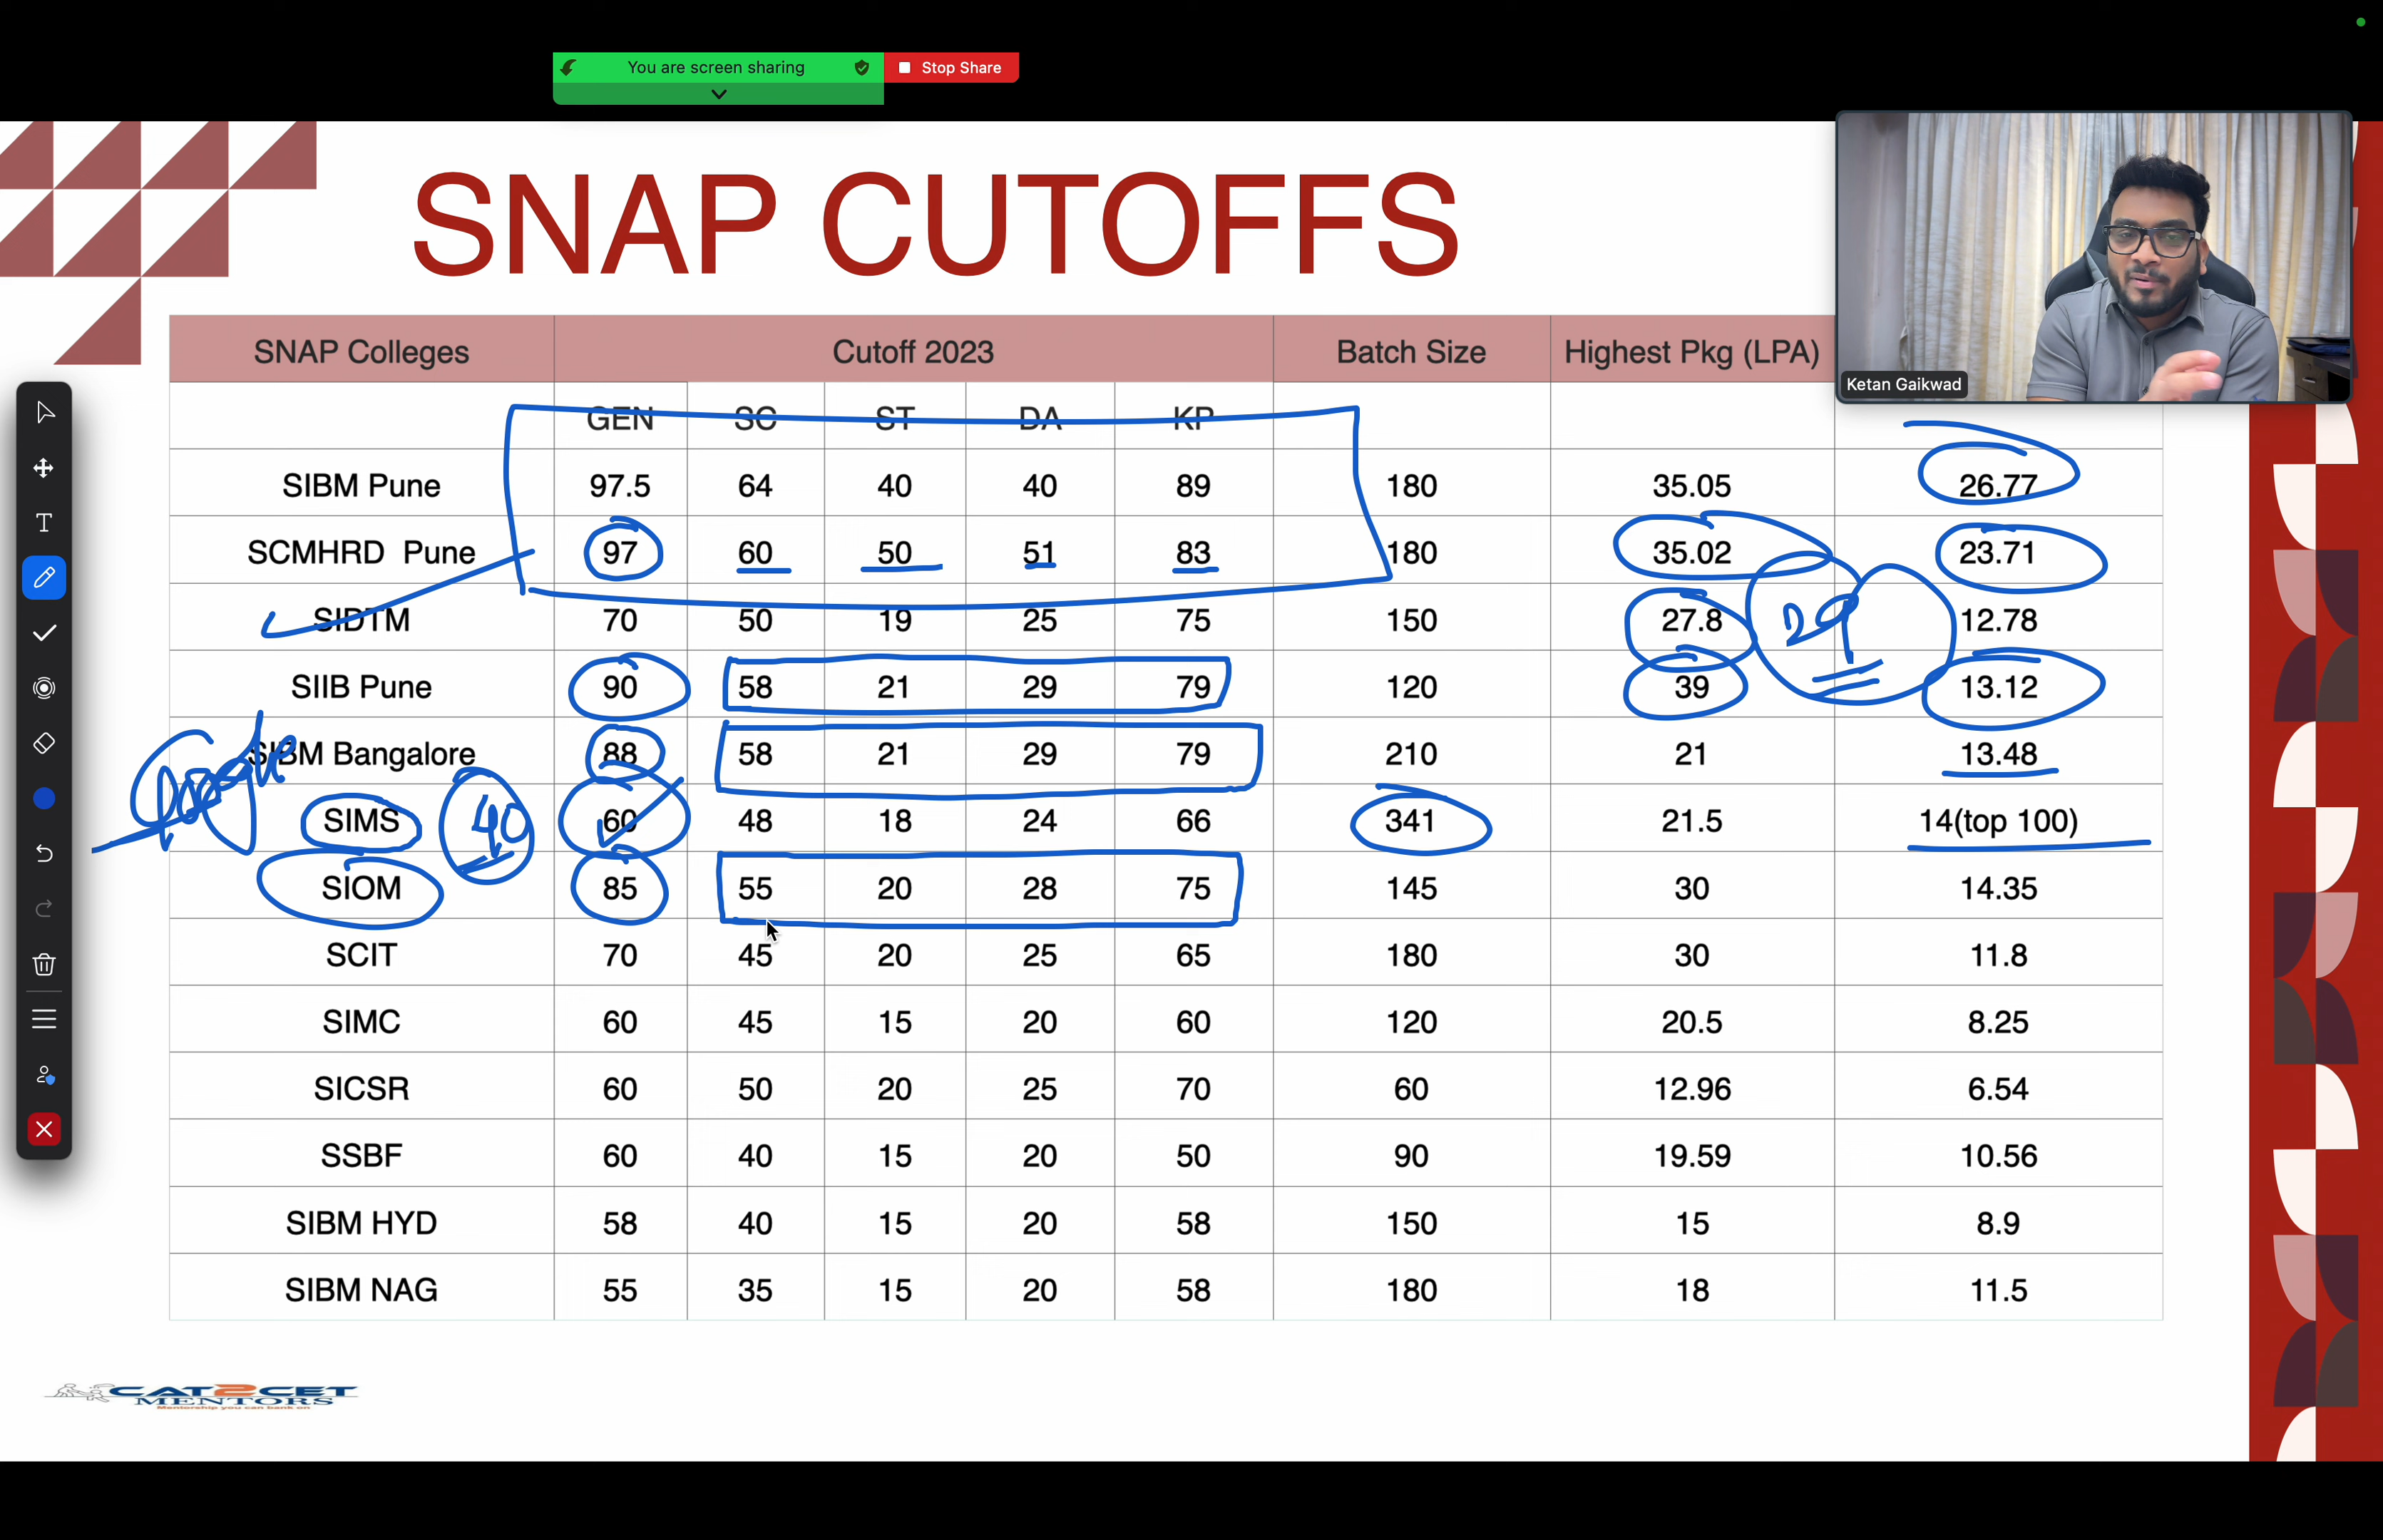 You are screen sharing
Stop Share
SNAP CUTOFFS
Ketan Gaikwad
SNAP Colleges Cutoff 2023 Batch Size Highest Pkg (LPA)
GEN SC ST DA KP
SIBM Pune 97.5 64 40 40 89 180 35.05 26.77
SCMHRD Pune 97 60 50 51 83 180 35.02 23.71
SIDTM 70 50 19 25 75 150 27.8 12.78
SIIB Pune 90 58 21 29 79 120 39 13.12
SIBM Bangalore 88 58 21 29 79 210 21 13.48
SIMS 40 60 48 18 24 66 341 21.5 14(top 100)
SIOM 85 55 20 28 75 145 30 14.35
SCIT 70 45 20 25 65 180 30 11.8
SIMC 60 45 15 20 60 120 20.5 8.25
SICSR 60 50 20 25 70 60 12.96 6.54
SSBF 60 40 15 20 50 90 19.59 10.56
SIBM HYD 58 40 15 20 58 150 15 8.9
SIBM NAG 55 35 15 20 58 180 18 11.5
CAT2CET
MENTORS
Mentorship you can bank on